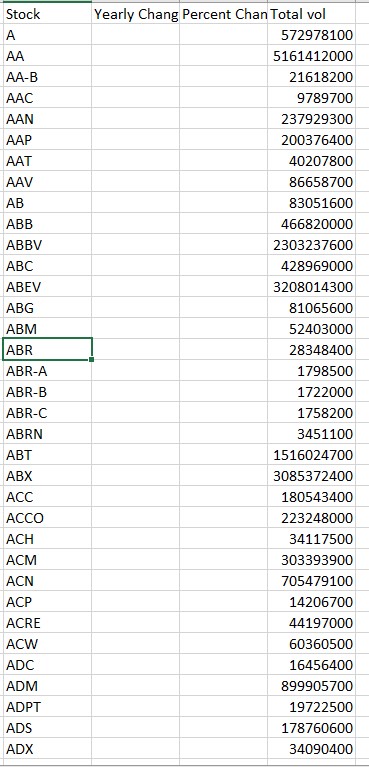 Stock Yearly Chang Percent Chan Total vol
A 572978100
AA 5161412000
AA-B 21618200
AAC 9789700
AAN 237929300
AAP 200376400
AAT 40207800
AAV 86658700
AB 83051600
ABB 466820000
ABBV 2303237600
ABC 428969000
ABEV 3208014300
ABG 81065600
ABM 52403000
ABR 28348400
ABR-A 1798500
ABR-B 1722000
ABR-C 1758200
ABRN 3451100
ABT 1516024700
ABX 3085372400
ACC 180543400
ACCO 223248000
ACH 34117500
ACM 303393900
ACN 705479100
ACP 14206700
ACRE 44197000
ACW 60360500
ADC 16456400
ADM 899905700
ADPT 19722500
ADS 178760600
ADX 34090400